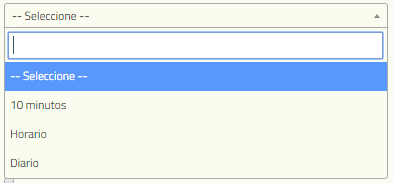 -- Seleccione --
-- Seleccione --
10 minutos
Horario
Diario